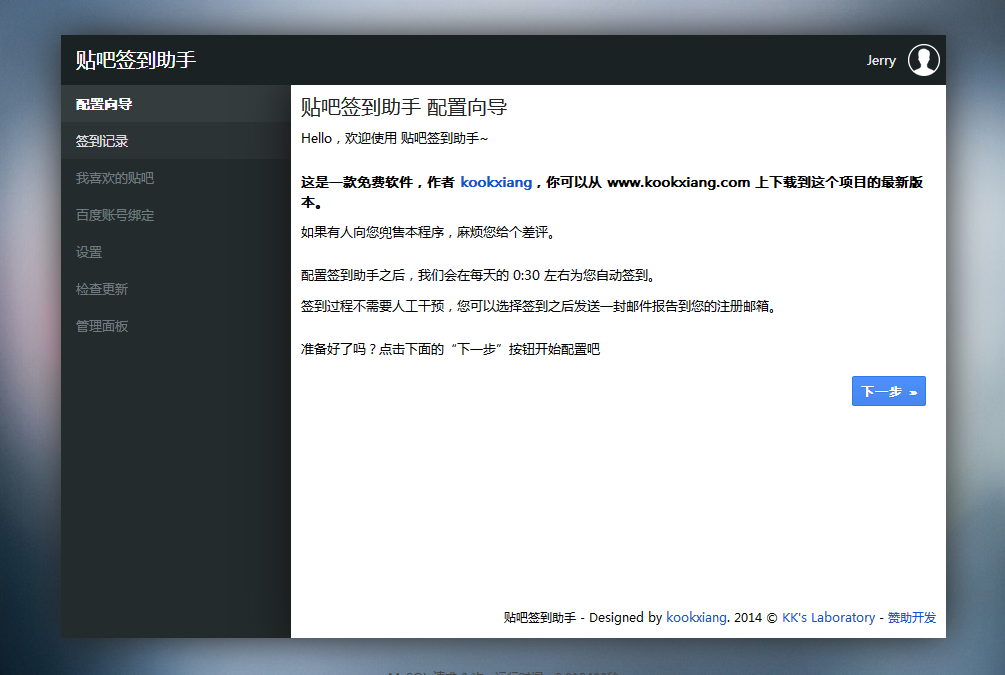 贴吧签到助手
Jerry
配置向导
签到记录
我喜欢的贴吧
百度账号绑定
设置
检查更新
管理面板
贴吧签到助手 配置向导
Hello，欢迎使用 贴吧签到助手~
这是一款免费软件，作者 kookxiang，你可以从 www.kookxiang.com 上下载到这个项目的最新版
本。
如果有人向您兜售本程序，麻烦您给个差评。
配置签到助手之后，我们会在每天的 0:30 左右为您自动签到。
签到过程不需要人工干预，您可以选择签到之后发送一封邮件报告到您的注册邮箱。
准备好了吗？点击下面的“下一步”按钮开始配置吧
下一步 »
贴吧签到助手 - Designed by kookxiang. 2014 © KK's Laboratory - 赞助开发